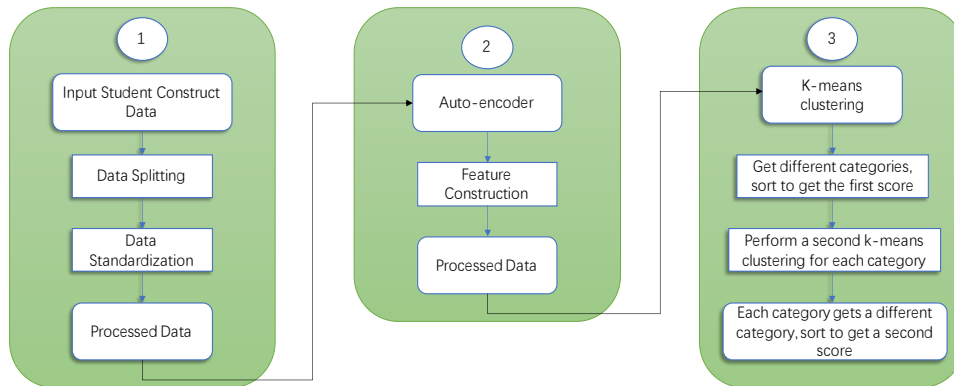 1
Input Student Construct
Data
Data Splitting
Data
Standardization
Processed Data
2
Auto-encoder
Feature
Construction
Processed Data
3
K-means
clustering
Get different categories,
sort to get the first score
Perform a second k-means
clustering for each category
Each category gets a different
category, sort to get a second
score